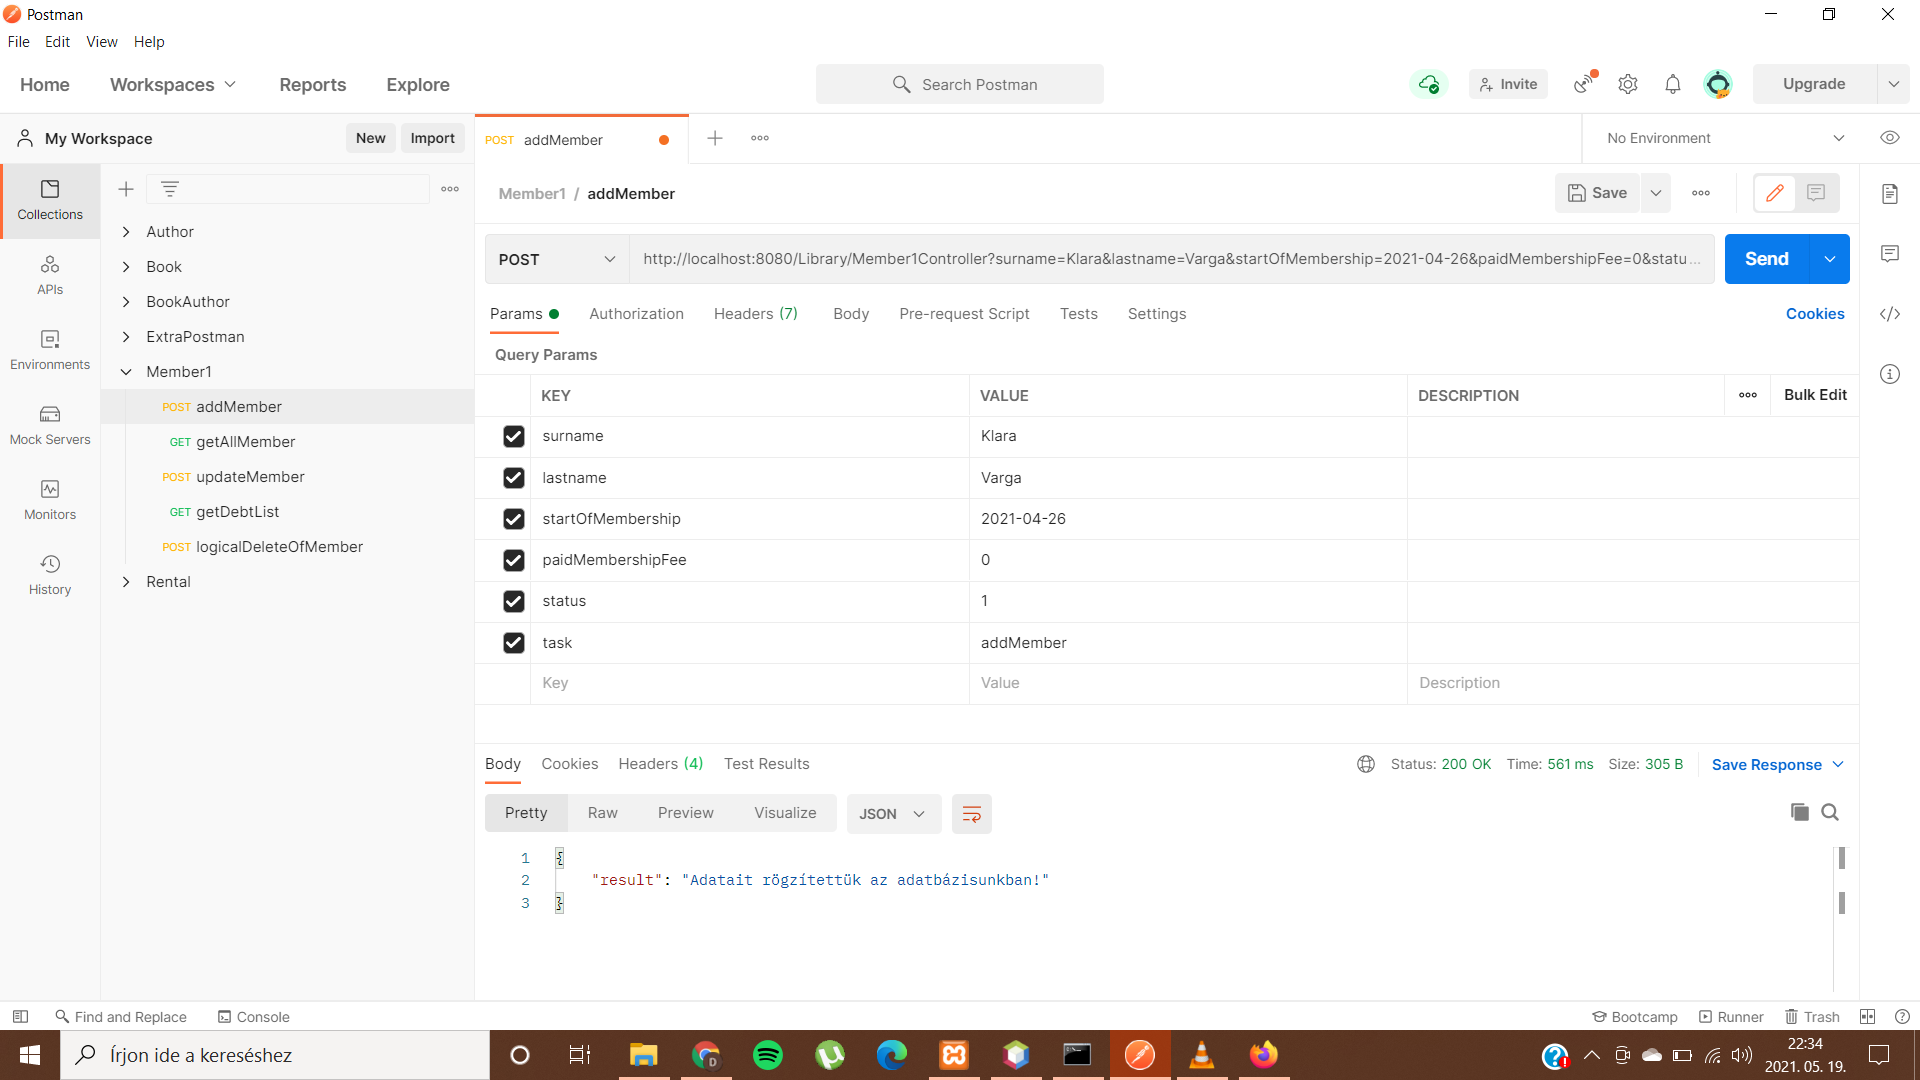 Postman
File Edit View Help
Home Workspaces Reports Explore Search Postman Invite Upgrade
My Workspace New Import POST addMember No Environment
Member1 / addMember Save
Collections
APIs
Environments
Mock Servers
Monitors
History
Author
Book
BookAuthor
ExtraPostman
Member1
POST addMember
GET getAllMember
POST updateMember
GET getDebtList
POST logicalDeleteOfMember
Rental
POST http://localhost:8080/Library/Member1Controller?surname=Klara&lastname=Varga&startOfMembership=2021-04-26&paidMembershipFee=0&statu... Send
Params Authorization Headers (7) Body Pre-request Script Tests Settings Cookies
Query Params
KEY VALUE DESCRIPTION Bulk Edit
surname Klara
lastname Varga
startOfMembership 2021-04-26
paidMembershipFee 0
status 1
task addMember
Key Value Description
Body Cookies Headers (4) Test Results Status: 200 OK Time: 561 ms Size: 305 B Save Response
Pretty Raw Preview Visualize JSON
1 {
2 "result": "Adatait rögzítettük az adatbázisunkban!"
3 }
Find and Replace Console Bootcamp Runner Trash
Írjon ide a kereséshez
22:34
2021. 05. 19.